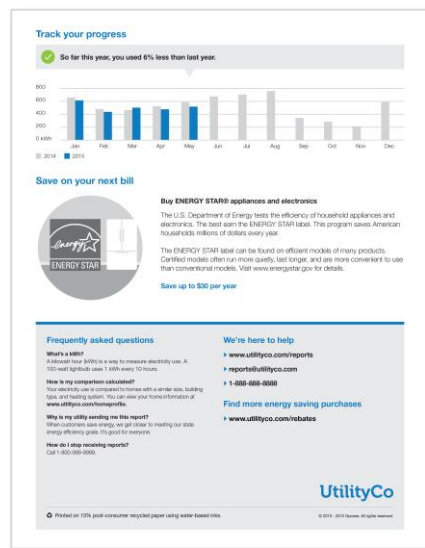 Track your progress
So far this year, you used 6% less than last year.
800
600
400
200
0 kWh
Jan Feb Mar Apr May Jun Jul Aug Sep Oct Nov Dec
2014 2015
Save on your next bill
Buy ENERGY STAR® appliances and electronics
The U.S. Department of Energy tests the efficiency of household appliances and
electronics. The best earn the ENERGY STAR label. This program saves American
households millions of dollars every year.
The ENERGY STAR label can be found on efficient models of many products.
Certified models often run more quietly, last longer, and are more convenient to use
than conventional models. Visit www.energystar.gov for details.
Save up to $30 per year
energy
ENERGY STAR
Frequently asked questions
What's a kWh?
A kilowatt hour (kWh) is a way to measure electricity use. A
100-watt lightbulb uses 1 kWh every 10 hours.
How is my comparison calculated?
Your electricity use is compared to homes with a similar size, building
type, and heating system. You can view your home information at
www.utilityco.com/homeprofile.
Why is my utility sending me this report?
When customers save energy, we get closer to meeting our state
energy efficiency goals. It's good for everyone.
How do I stop receiving reports?
Call 1-800-999-9999.
We're here to help
www.utilityco.com/reports
reports@utilityco.com
1-888-888-8888
Find more energy saving purchases
www.utilityco.com/rebates
UtilityCo
Printed on 10% post-consumer recycled paper using water-based inks.
Opower. All rights reserved.